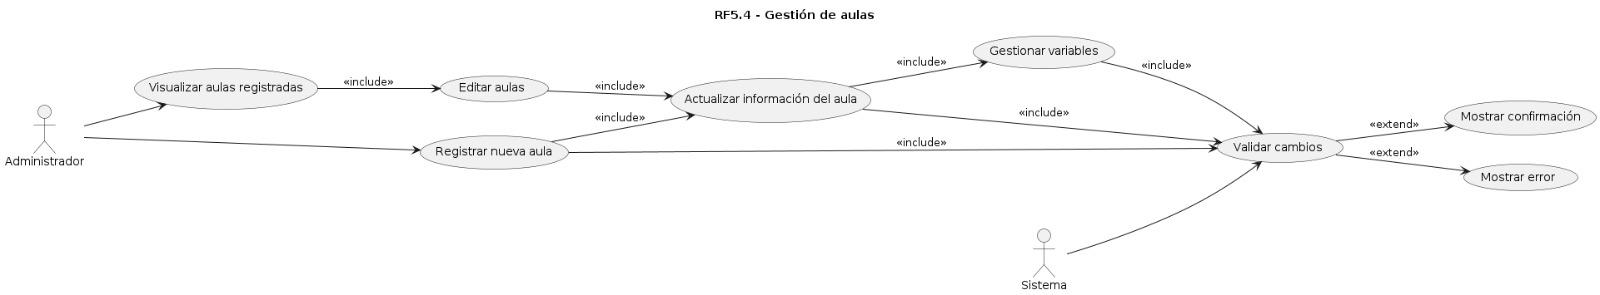 RF5.4 - Gestión de aulas
Gestionar variables
«include»
«include»
Visualizar aulas registradas
«include»
Editar aulas
«include»
Actualizar información del aula
«include»
Mostrar confirmación
«extend»
«include»
Administrador
Registrar nueva aula
«include»
Validar cambios
«extend»
Mostrar error
Sistema